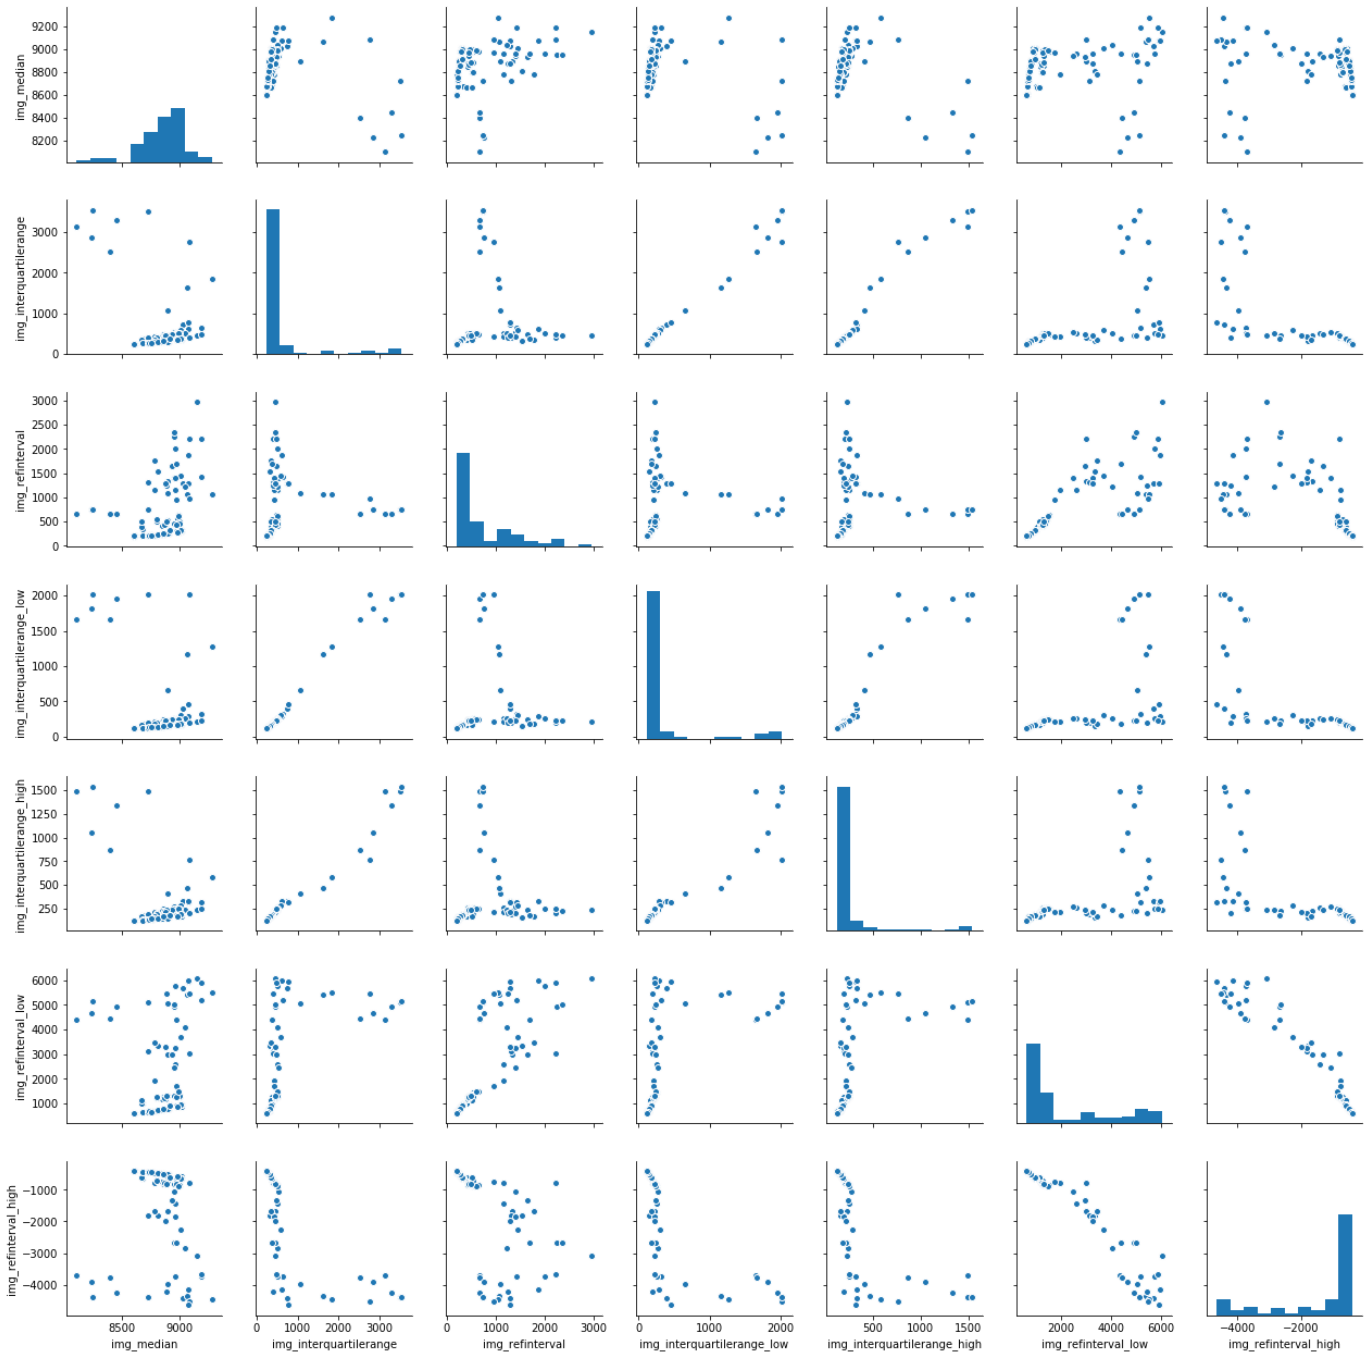 9200
9000
8800
8600
8400
8200
img_median
3000
2000
1000
0
img_interquartilerange
3000
2500
2000
1500
1000
500
0
img_refinterval
2000
1500
1000
500
0
img_interquartilerange_low
1500
1250
1000
750
500
250
img_interquartilerange_high
6000
5000
4000
3000
2000
1000
img_refinterval_low
−1000
−2000
−3000
−4000
img_refinterval_high
8500 9000
0 1000 2000 3000
0 1000 2000 3000
0 1000 2000
500 1000 1500
2000 4000 6000
−4000 −2000
img_median
img_interquartilerange
img_refinterval
img_interquartilerange_low
img_interquartilerange_high
img_refinterval_low
img_refinterval_high